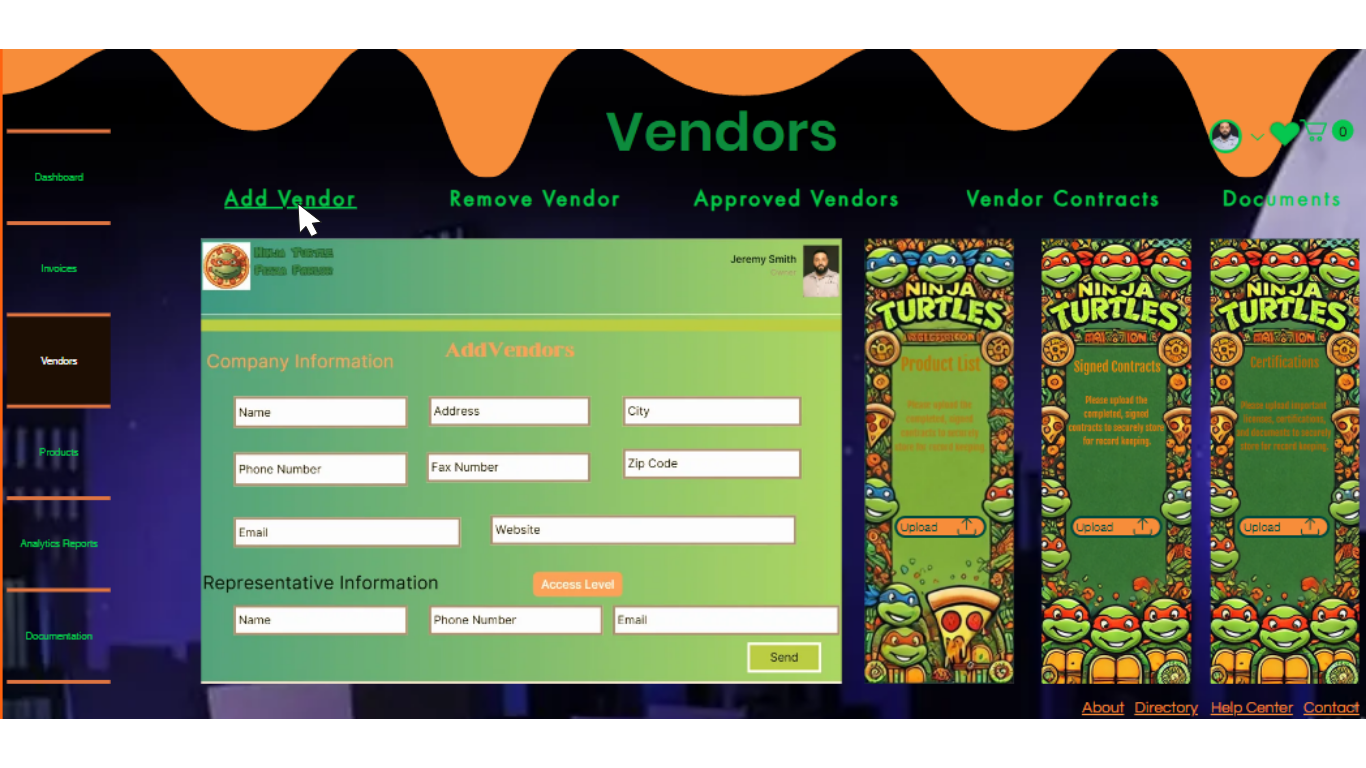 Vendors
0
Add Vendor
Remove Vendor
Approved Vendors
Vendor Contracts
Documents
Dashboard
Invoices
Vendors
Products
Analytics Reports
Documentation
Jeremy Smith
Owner
AddVendors
Company Information
Name
Address
City
Phone Number
Fax Number
Zip Code
Email
Website
Representative Information
Access Level
Name
Phone Number
Email
Send
NINJA
TURTLES
Product List
Please upload the
completed, signed
contracts to securely
store for record keeping.
Upload
NINJA
TURTLES
Signed Contracts
Please upload the
completed, signed
contracts to securely store
for record keeping.
Upload
NINJA
TURTLES
Certifications
Please upload important
licenses, certifications,
and documents to securely
store for record keeping.
Upload
About
Directory
Help Center
Contact